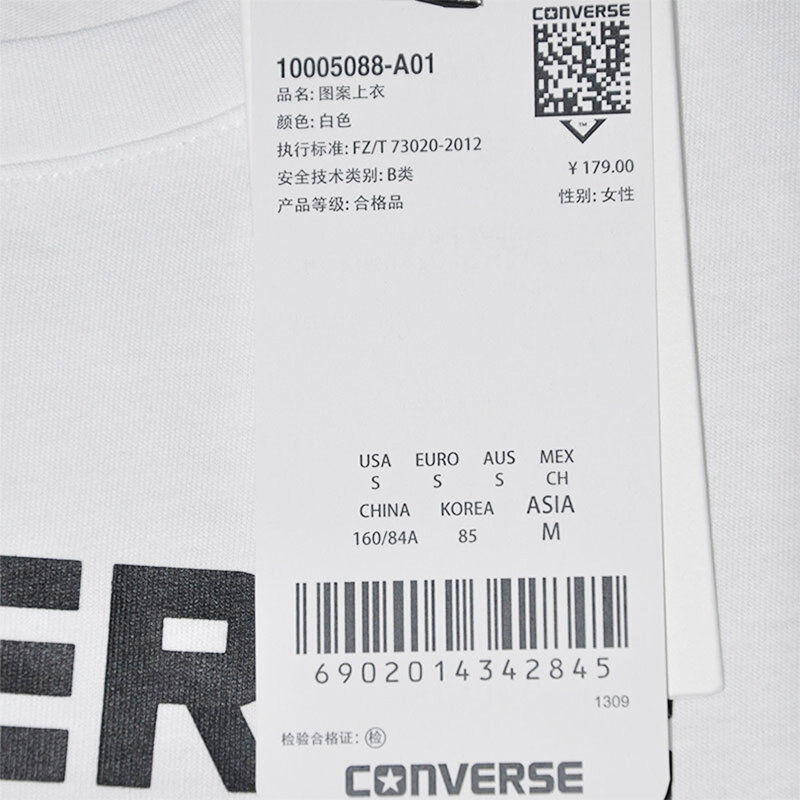 CONVERSE
10005088-A01
品名: 图案上衣
颜色: 白色
执行标准: FZ/T 73020-2012
安全技术类别: B类
产品等级: 合格品
TM
¥ 179.00
性别: 女性
USA EURO AUS MEX
S S S CH
CHINA KOREA ASIA
160/84A 85 M
6902014342845
1309
检验合格证: 检
CONVERSE
ER